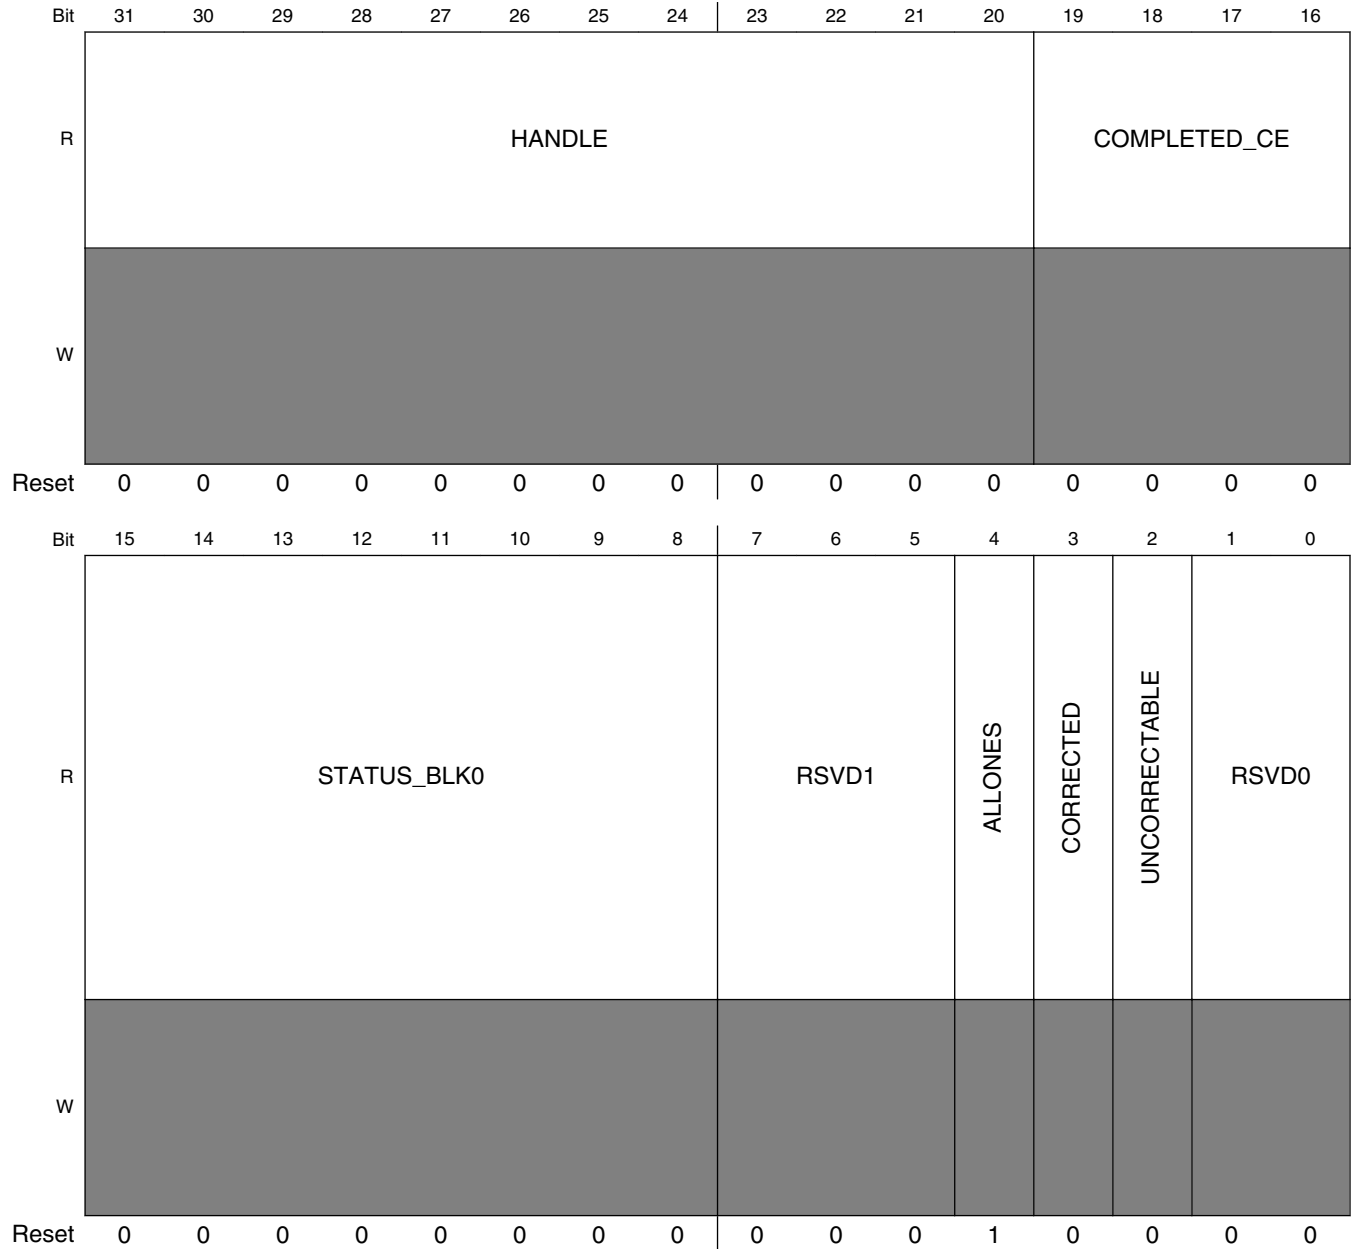 Bit 31 30 29 28 27 26 25 24 23 22 21 20 19 18 17 16
R HANDLE COMPLETED_CE
W
Reset 0 0 0 0 0 0 0 0 0 0 0 0 0 0 0 0
Bit 15 14 13 12 11 10 9 8 7 6 5 4 3 2 1 0
R STATUS_BLK0 RSVD1 ALLONES CORRECTED UNCORRECTABLE RSVD0
W
Reset 0 0 0 0 0 0 0 0 0 0 0 1 0 0 0 0